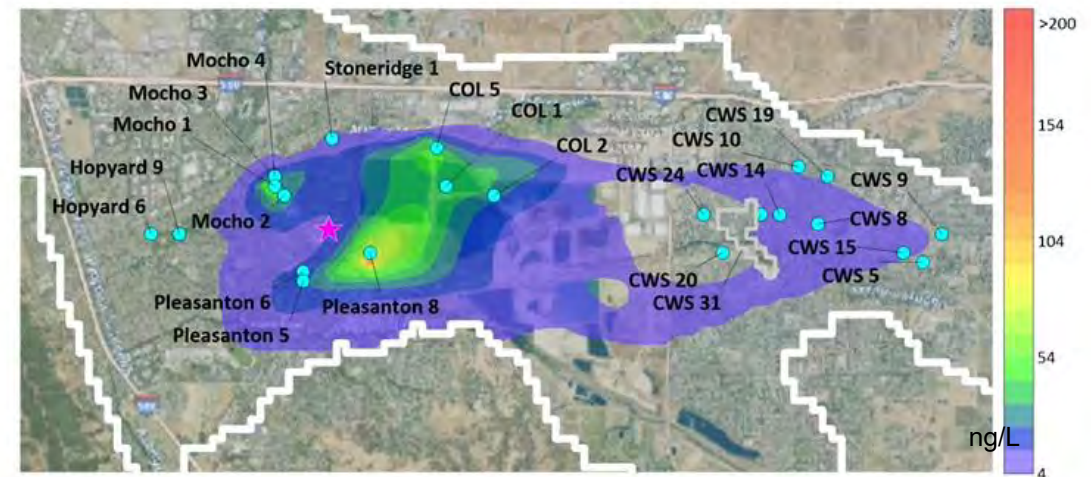 >200
Mocho 4
Stoneridge 1
COL 5
Mocho 3
COL 1
CWS 19
Mocho 1
CWS 10
154
COL 2
Hopyard 9
CWS 24
CWS 14
CWS 9
Hopyard 6
Mocho 2
CWS 8
104
CWS 15
CWS 20
CWS 5
Pleasanton 6
Pleasanton 8
CWS 31
Pleasanton 5
54
ng/L
4